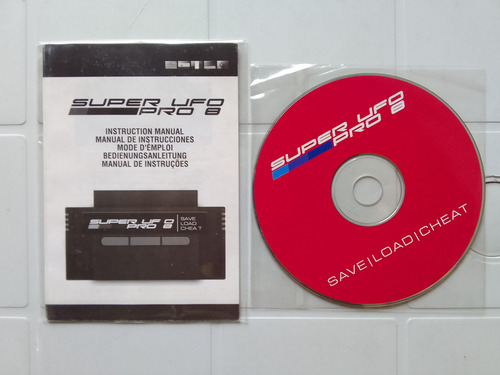 SUPER UFO
PRO 8
INSTRUCTION MANUAL
MANUAL DE INSTRUCCIONES
MODE D'ÉMPLOI
BEDIENUNGSANLEITUNG
MANUAL DE INSTRUÇÕES
SUPER UFO
PRO 8
SAVE
LOAD
CHEAT
SUPER UFO
PRO 8
SAVE|LOAD|CHEAT